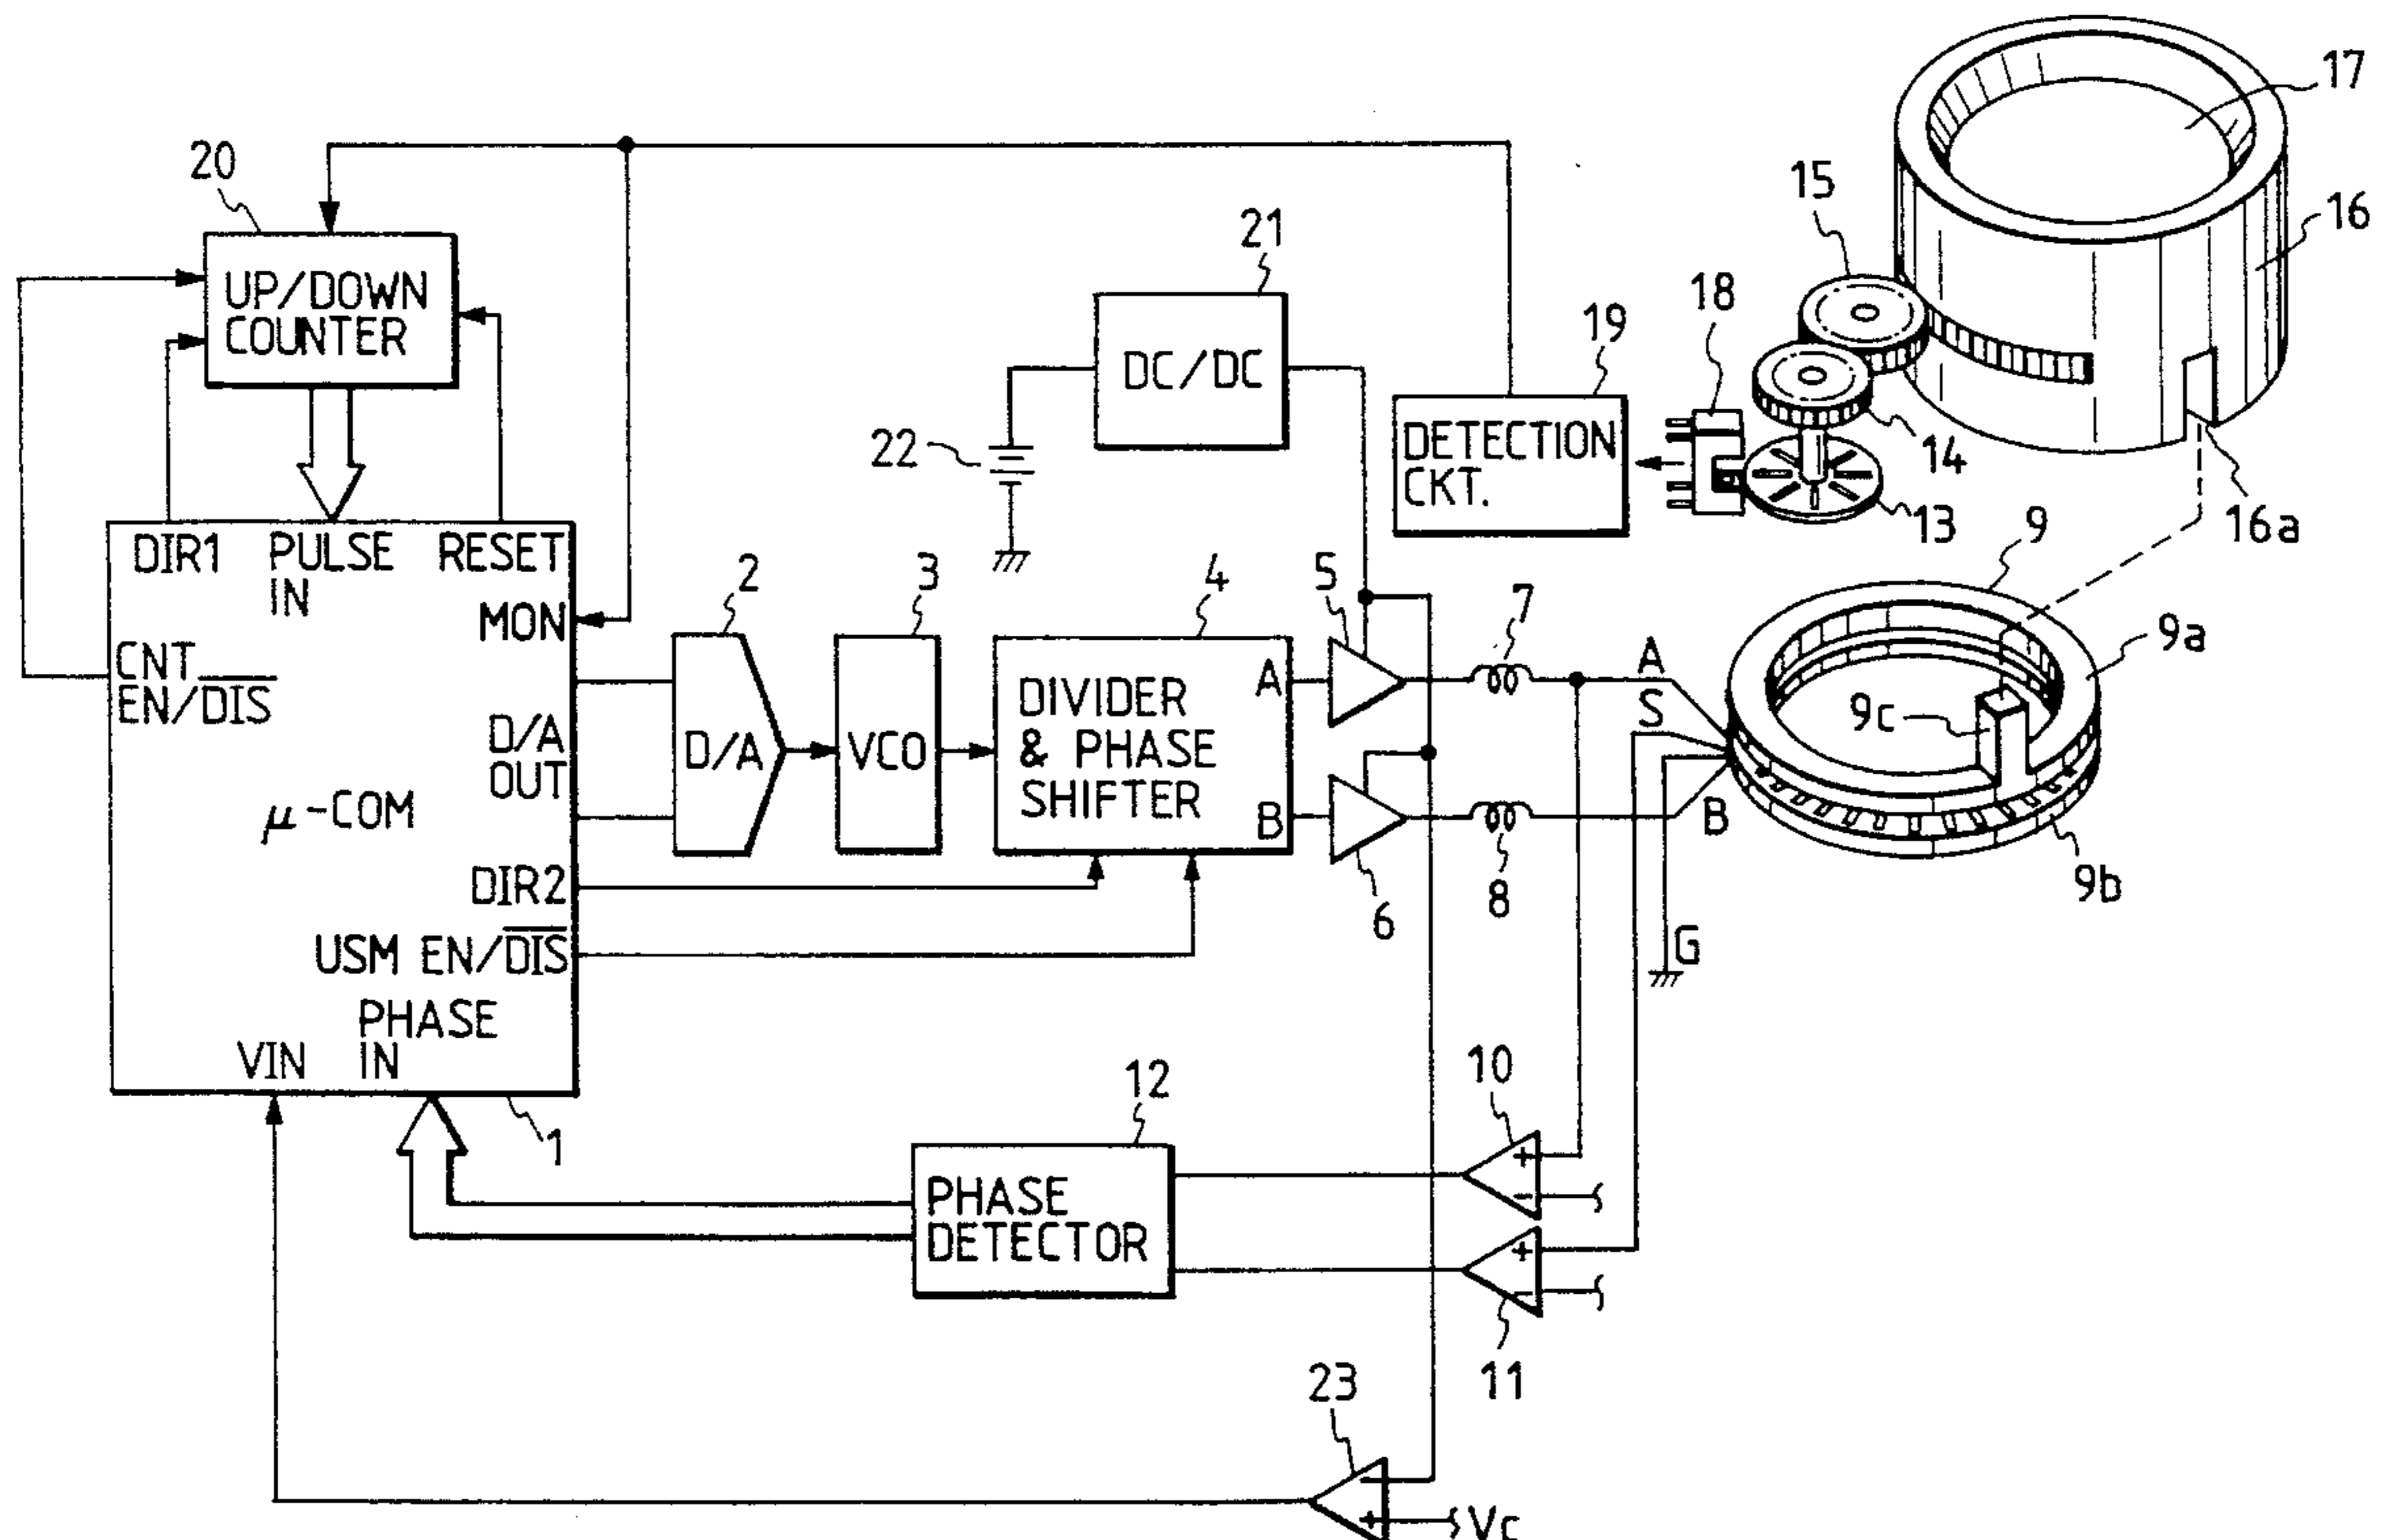 17
20
15
16
21
18
19
UP/DOWN
COUNTER
DC/DC
22
DETECTION
CKT.
14
13
16a
9
DIR1
PULSE
IN
RESET
MON
2
3
4
5
7
9a
CNT
EN/DIS
D/A
OUT
D/A
VCO
DIVIDER
& PHASE
SHIFTER
A
B
A
S
B
9c
9b
μ-COM
DIR2
6
8
G
USM EN/DIS
PHASE
IN
VIN
1
12
10
PHASE
DETECTOR
+
-
+
-
11
23
-
+
Vc